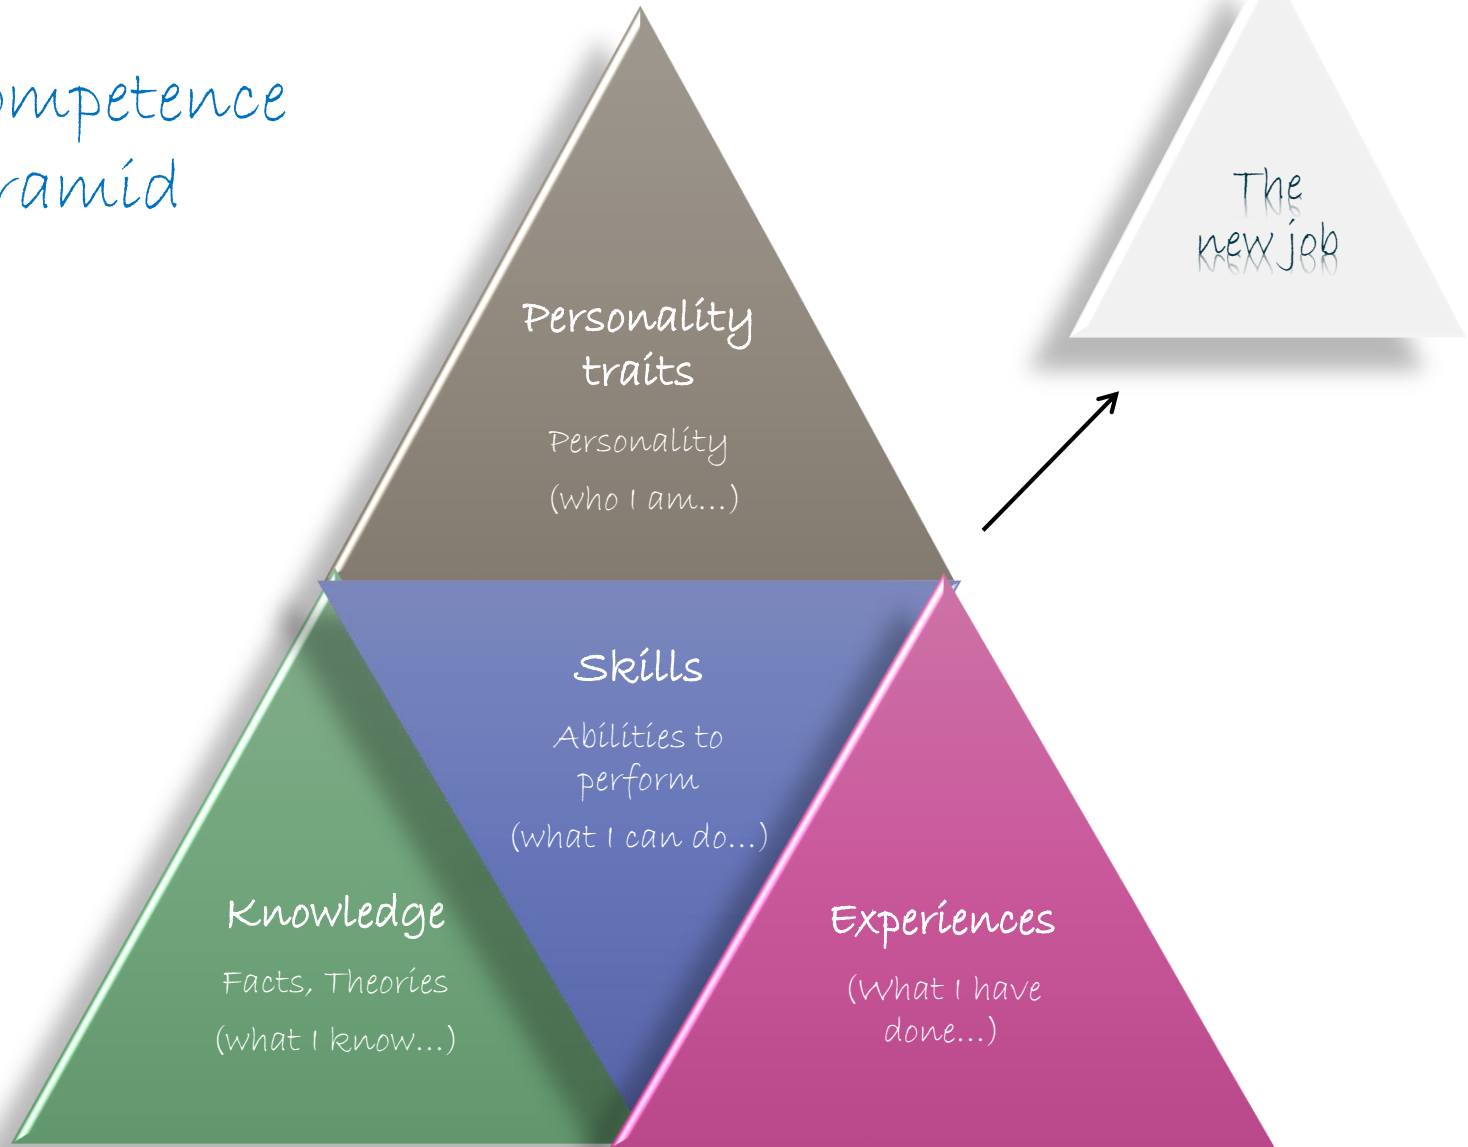 ompetence
ramid
The
new job
Personality
traits
Personality
(who I am...)
Skills
Abilities to
perform
(what I can do...)
Knowledge
Facts, Theories
(what I know...)
Experiences
(What I have
done...)